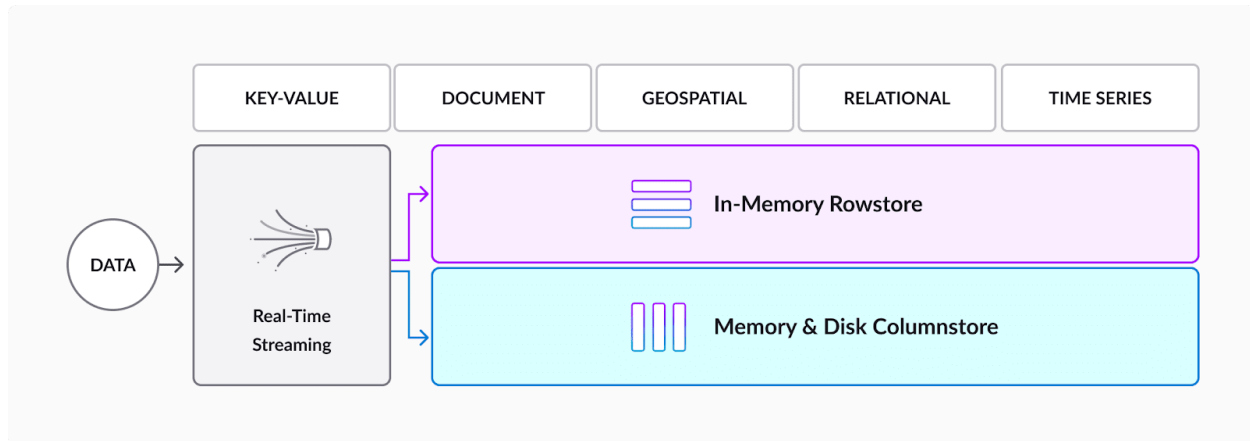 KEY-VALUE
DOCUMENT
GEOSPATIAL
RELATIONAL
TIME SERIES
DATA
Real-Time
Streaming
In-Memory Rowstore
Memory & Disk Columnstore